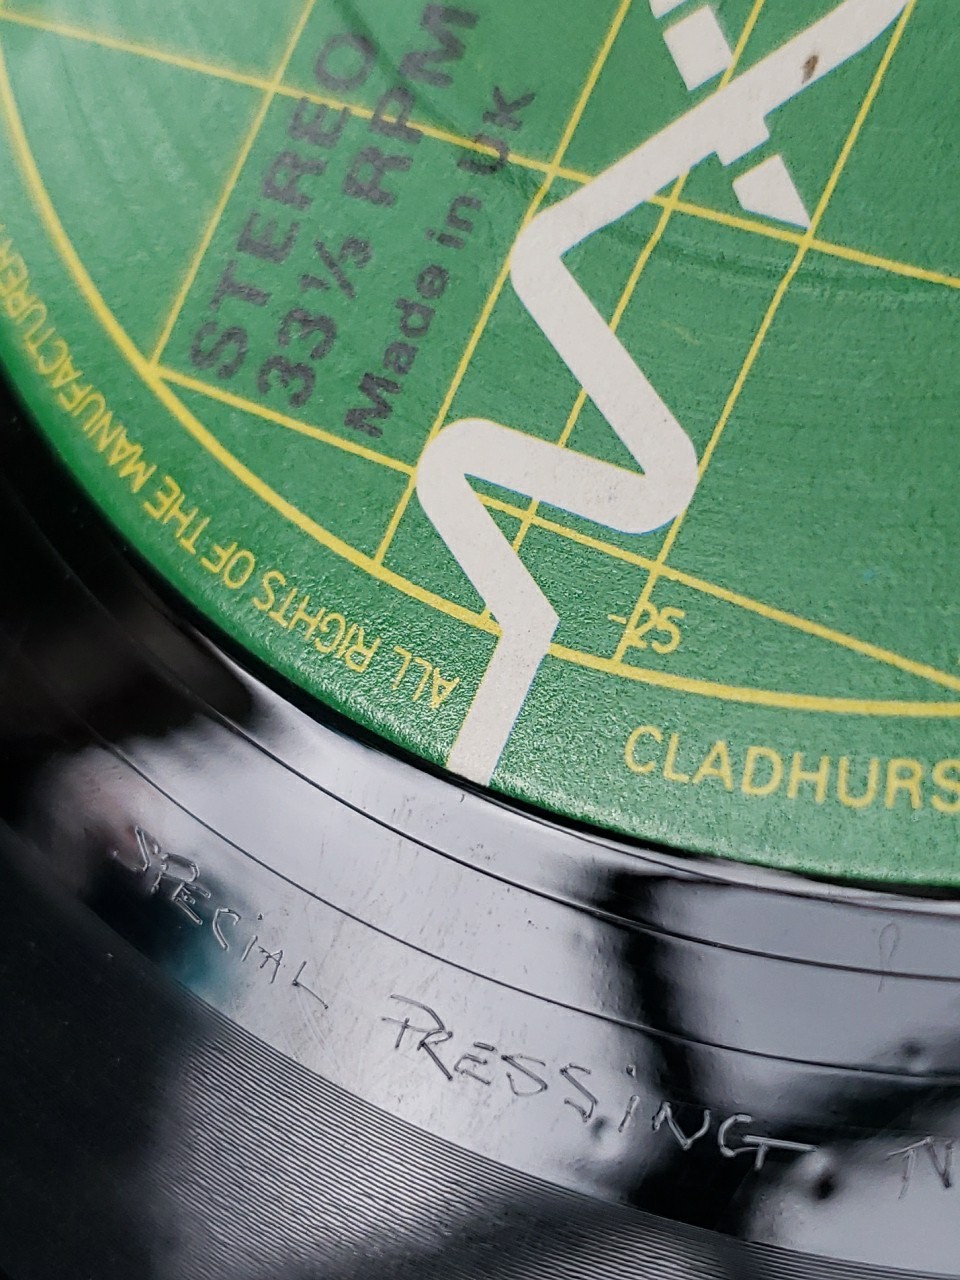 STEREO
33⅓ RPM
Made in UK
ALL RIGHTS OF THE MANUFACTURER
-25
CLADHURS
SPECIAL PRESSING N